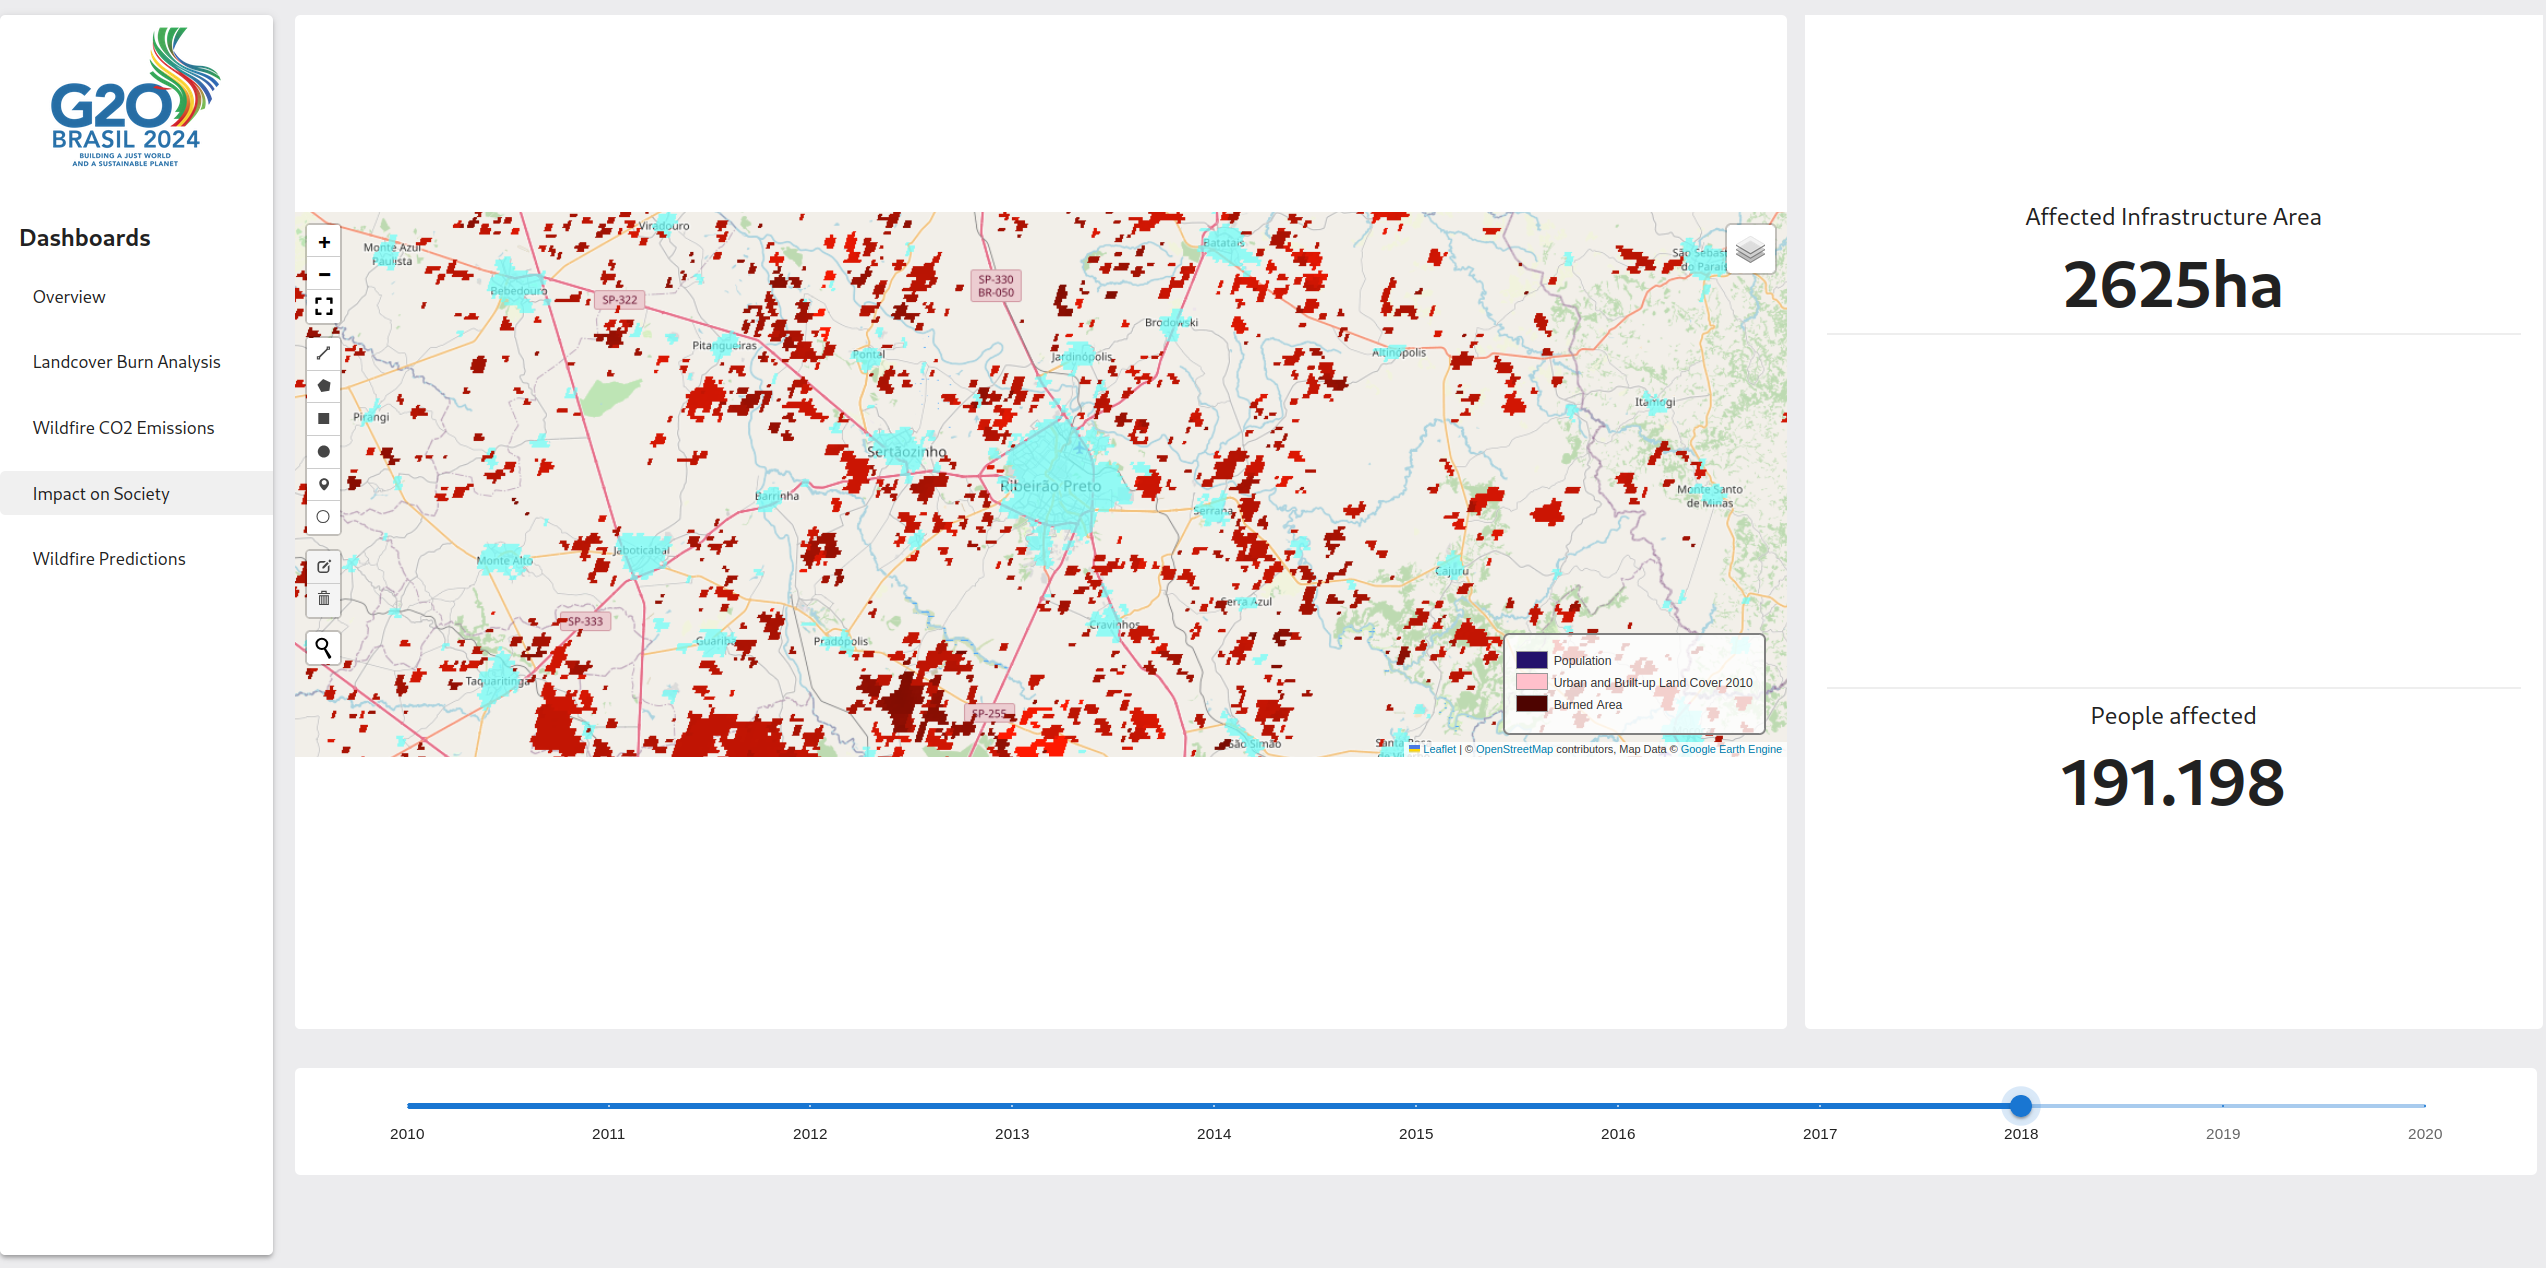 G20
BRASIL 2024
BUILDING A JUST WORLD
AND A SUSTAINABLE PLANET
Dashboards
Overview
Landcover Burn Analysis
Wildfire CO2 Emissions
Impact on Society
Wildfire Predictions
+
−
Viradouro
Monte Azul
Paulista
Bebedouro
SP-322
SP-330
BR-050
Batatais
São Sebast
do Paraís
Pitangueiras
Pontal
Jardinópolis
Brodowski
Altinópolis
Pirangi
Itamogi
Sertãozinho
Ribeirão Preto
Barrinha
Serrana
Monte Santo
de Minas
Monte Alto
Jaboticabal
Cajuru
SP-333
Serra Azul
Cravinhos
Guariba
Pradópolis
Taquaritinga
SP-255
São Simão
Santa Rosa
Population
Urban and Built-up Land Cover 2010
Burned Area
Leaflet | © OpenStreetMap contributors, Map Data © Google Earth Engine
Affected Infrastructure Area
2625ha
People affected
191.198
2010 2011 2012 2013 2014 2015 2016 2017 2018 2019 2020